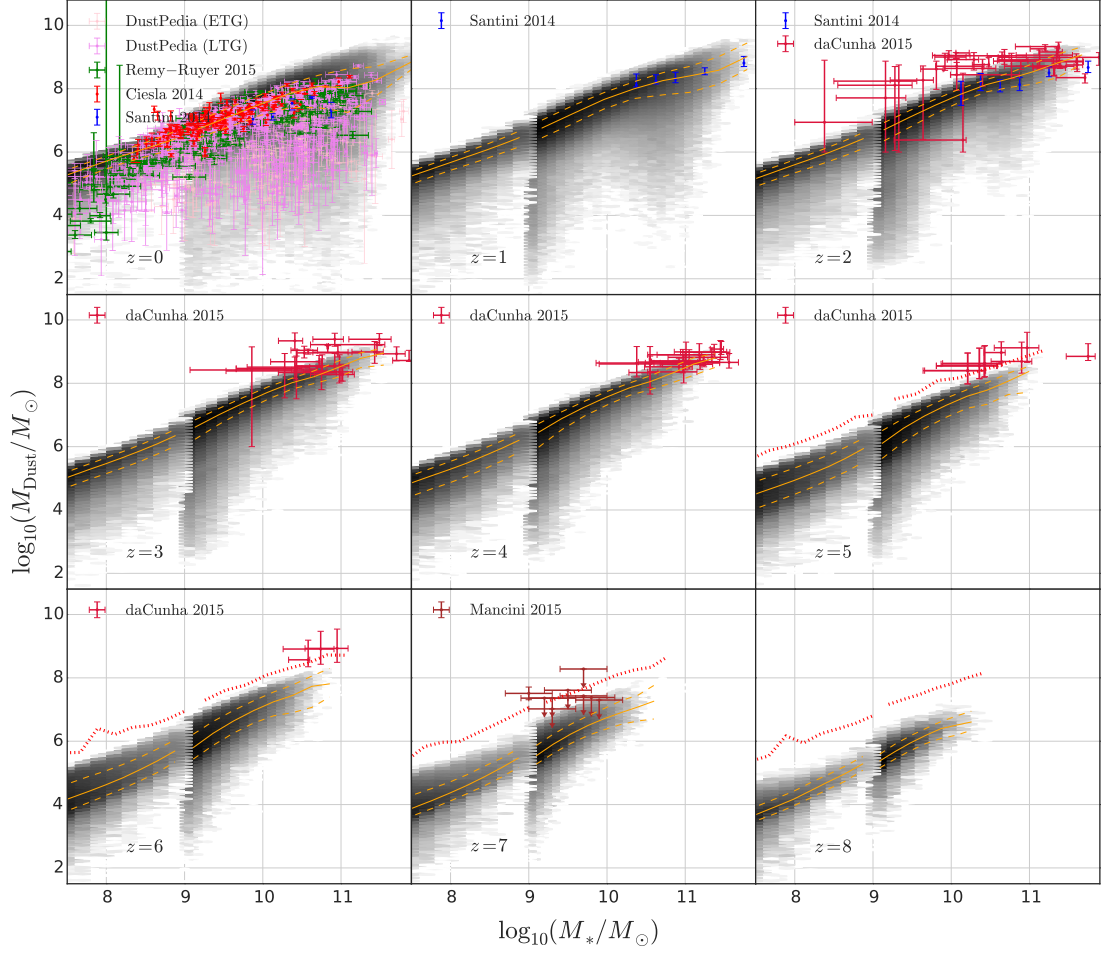 10
8
6
4
2
DustPedia (ETG)
DustPedia (LTG)
Remy−Ruyer 2015
Ciesla 2014
Santini 2014
z=0
Santini 2014
z=1
Santini 2014
daCunha 2015
z=2
10
8
6
4
2
log10(MDust/M⊙)
daCunha 2015
z=3
daCunha 2015
z=4
daCunha 2015
z=5
10
8
6
4
2
daCunha 2015
z=6
Mancini 2015
z=7
z=8
8 9 10 11
8 9 10 11
8 9 10 11
log10(M*/M⊙)